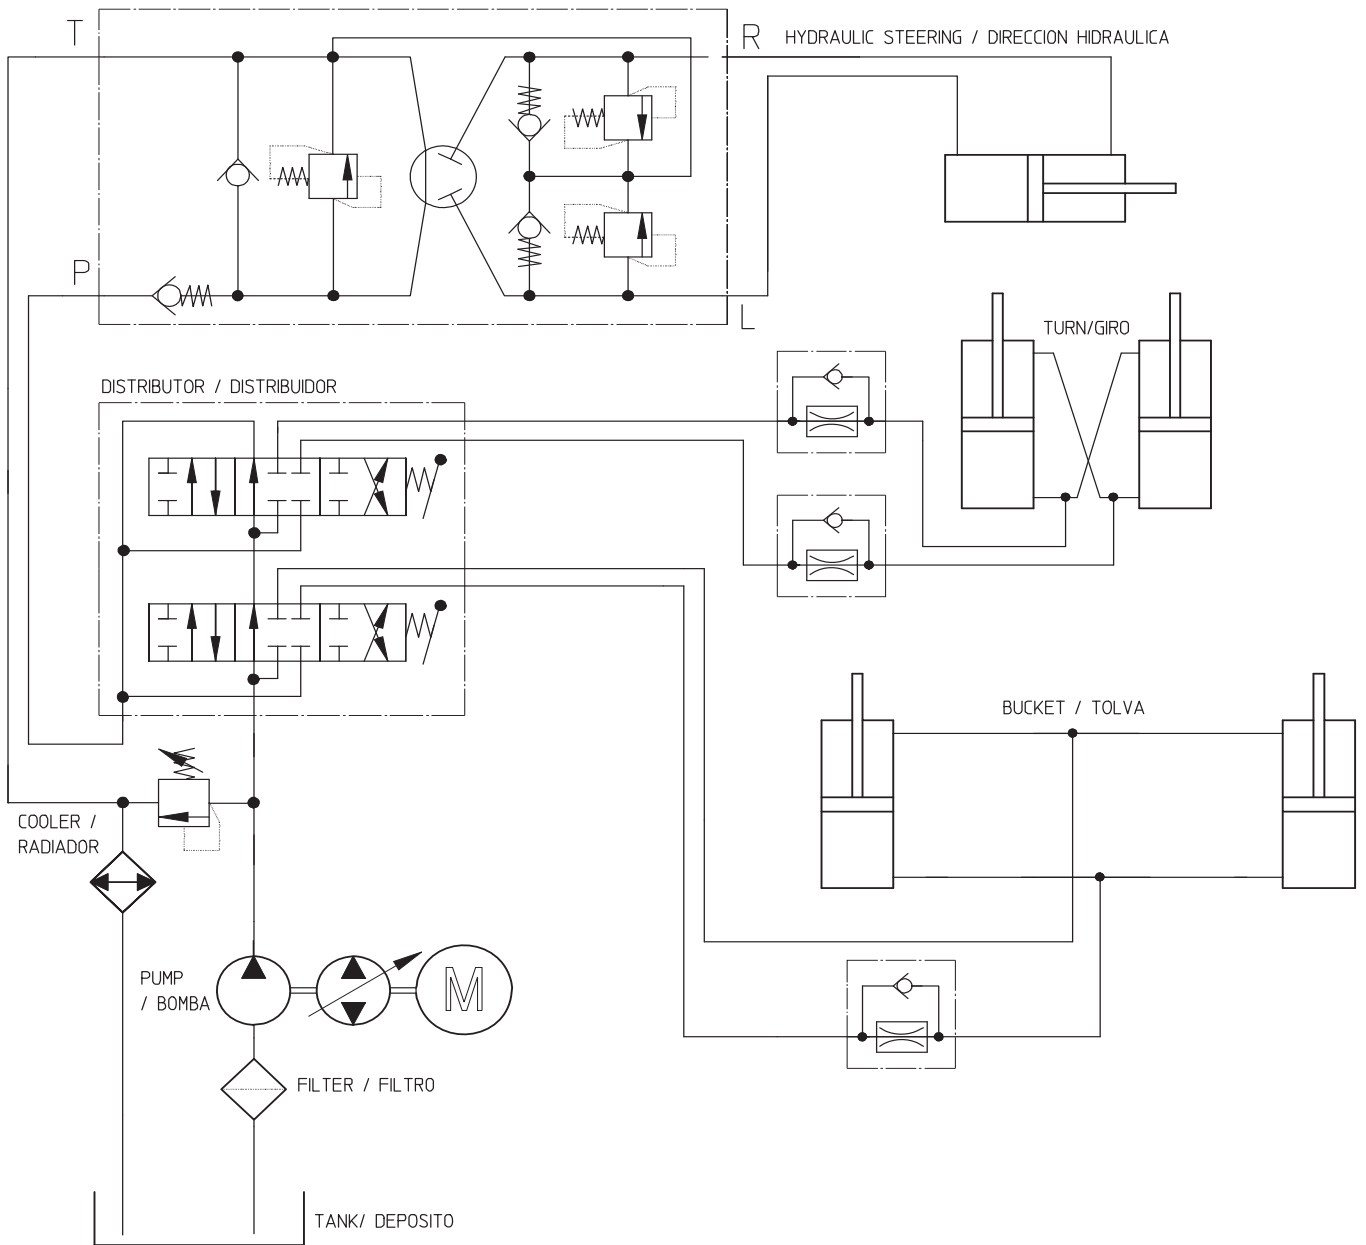 T
R
HYDRAULIC STEERING / DIRECCION HIDRAULICA
P
L
TURN/GIRO
DISTRIBUTOR / DISTRIBUIDOR
BUCKET / TOLVA
COOLER /
RADIADOR
PUMP
/ BOMBA
M
FILTER / FILTRO
TANK/ DEPOSITO